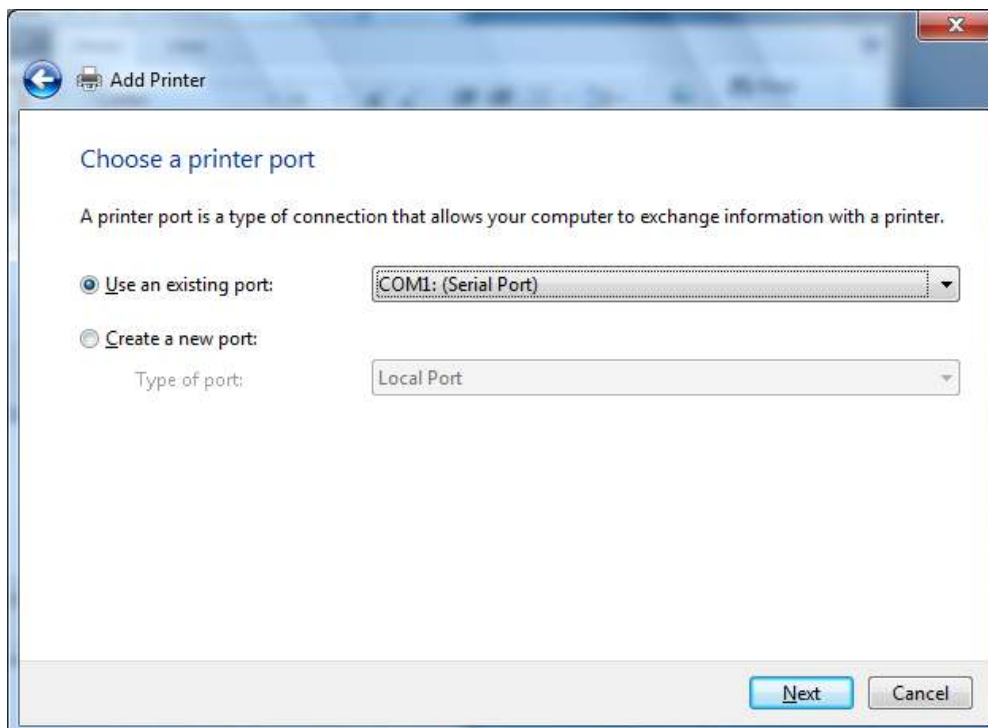 Add Printer
Choose a printer port
A printer port is a type of connection that allows your computer to exchange information with a printer.
Use an existing port: COM1: (Serial Port)
Create a new port:
Type of port: Local Port
Next Cancel